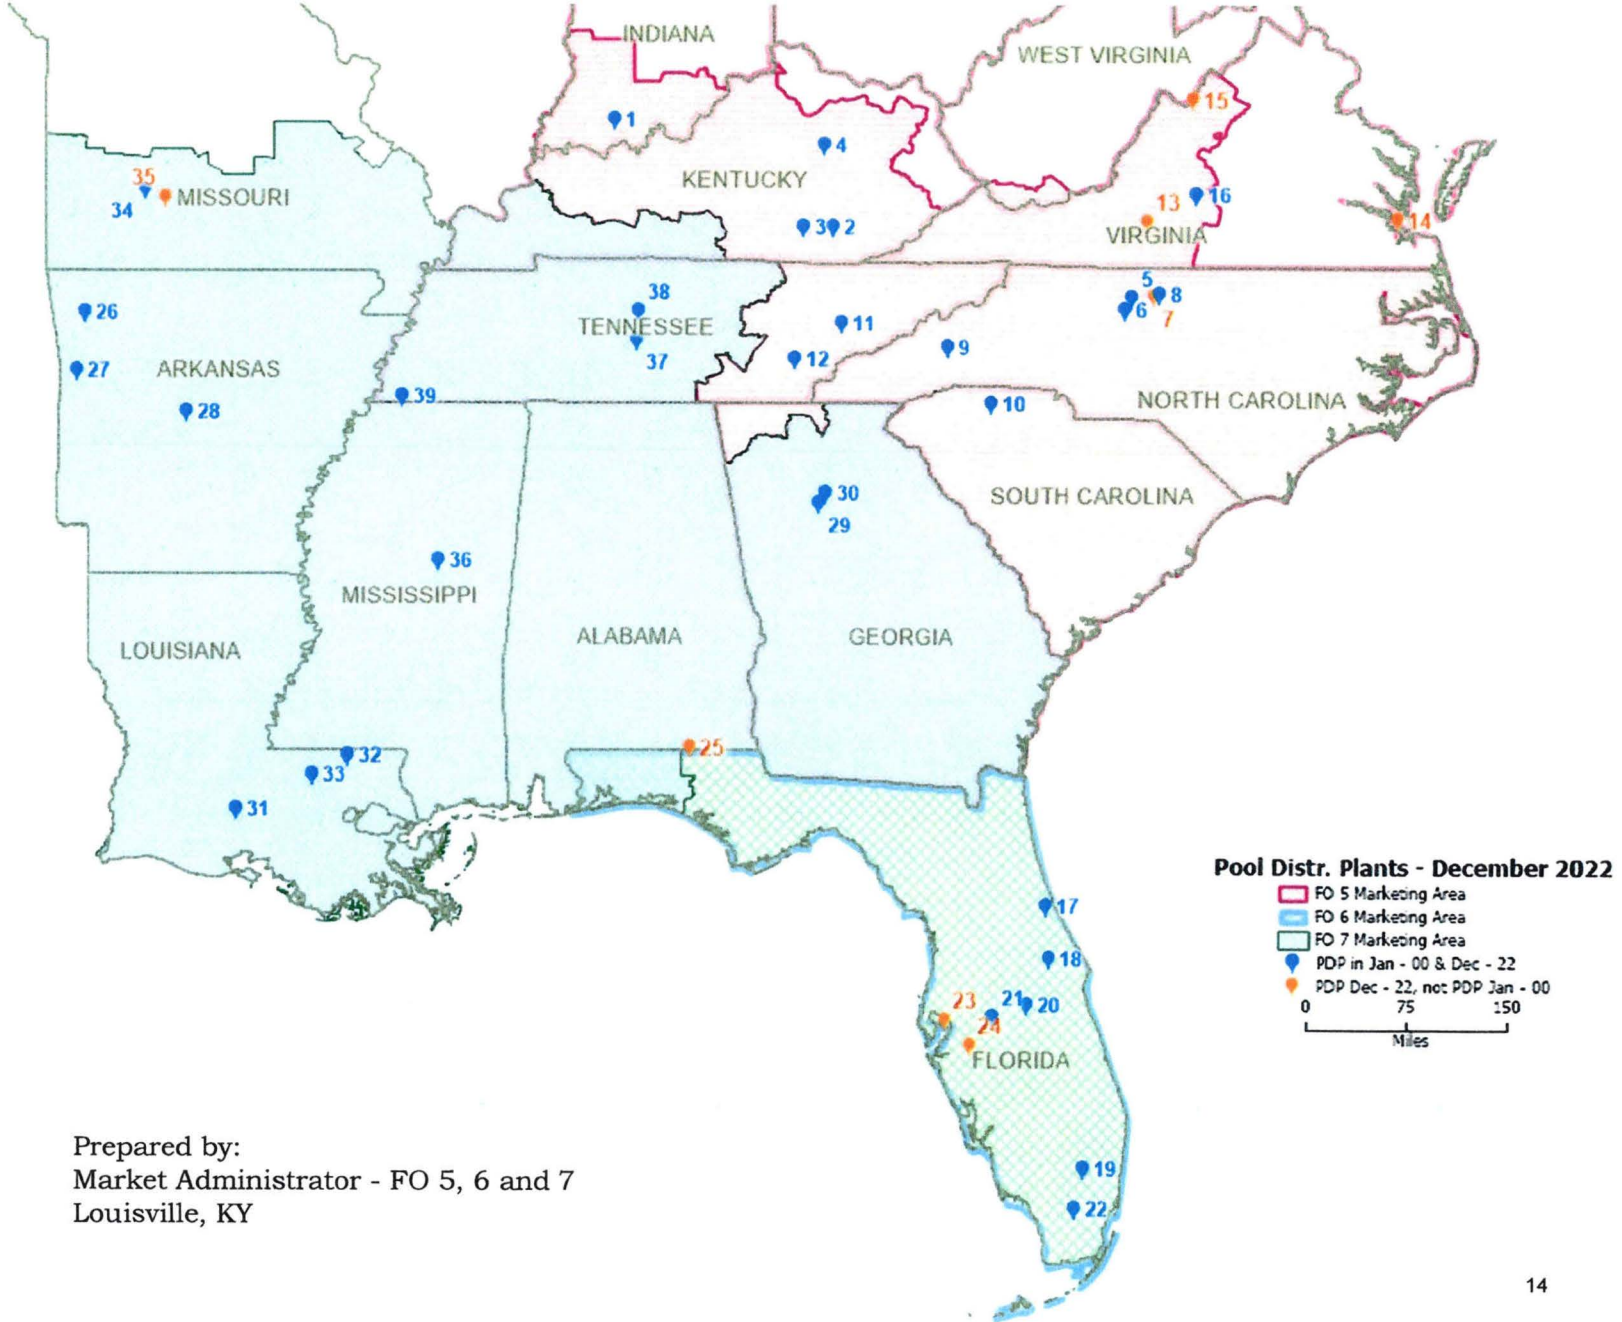 INDIANA
WEST VIRGINIA
15
1
4
35
KENTUCKY
MISSOURI
34
13
16
3 2
14
VIRGINIA
38
5
8
26
6
7
TENNESSEE
11
37
9
12
27
ARKANSAS
39
10
NORTH CAROLINA
28
30
SOUTH CAROLINA
29
36
MISSISSIPPI
ALABAMA
GEORGIA
LOUISIANA
25
32
33
31
Pool Distr. Plants - December 2022
FO 5 Marketing Area
17
FO 6 Marketing Area
FO 7 Marketing Area
18
PDP in Jan - 00 & Dec - 22
PDP Dec - 22, not PDP Jan - 00
23
21
20
0 75 150
24
Miles
FLORIDA
Prepared by:
Market Administrator - FO 5, 6 and 7
Louisville, KY
19
22
14